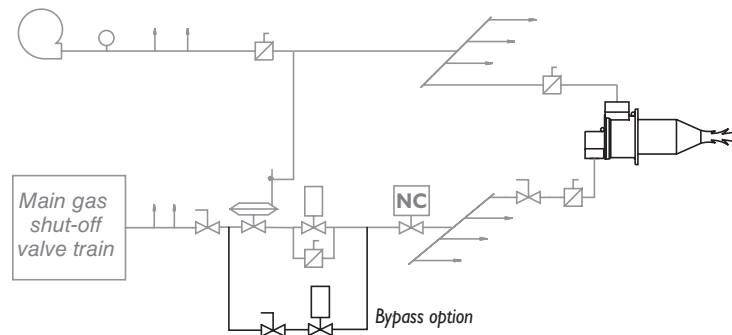 Main gas
shut-off
valve train
NC
Bypass option